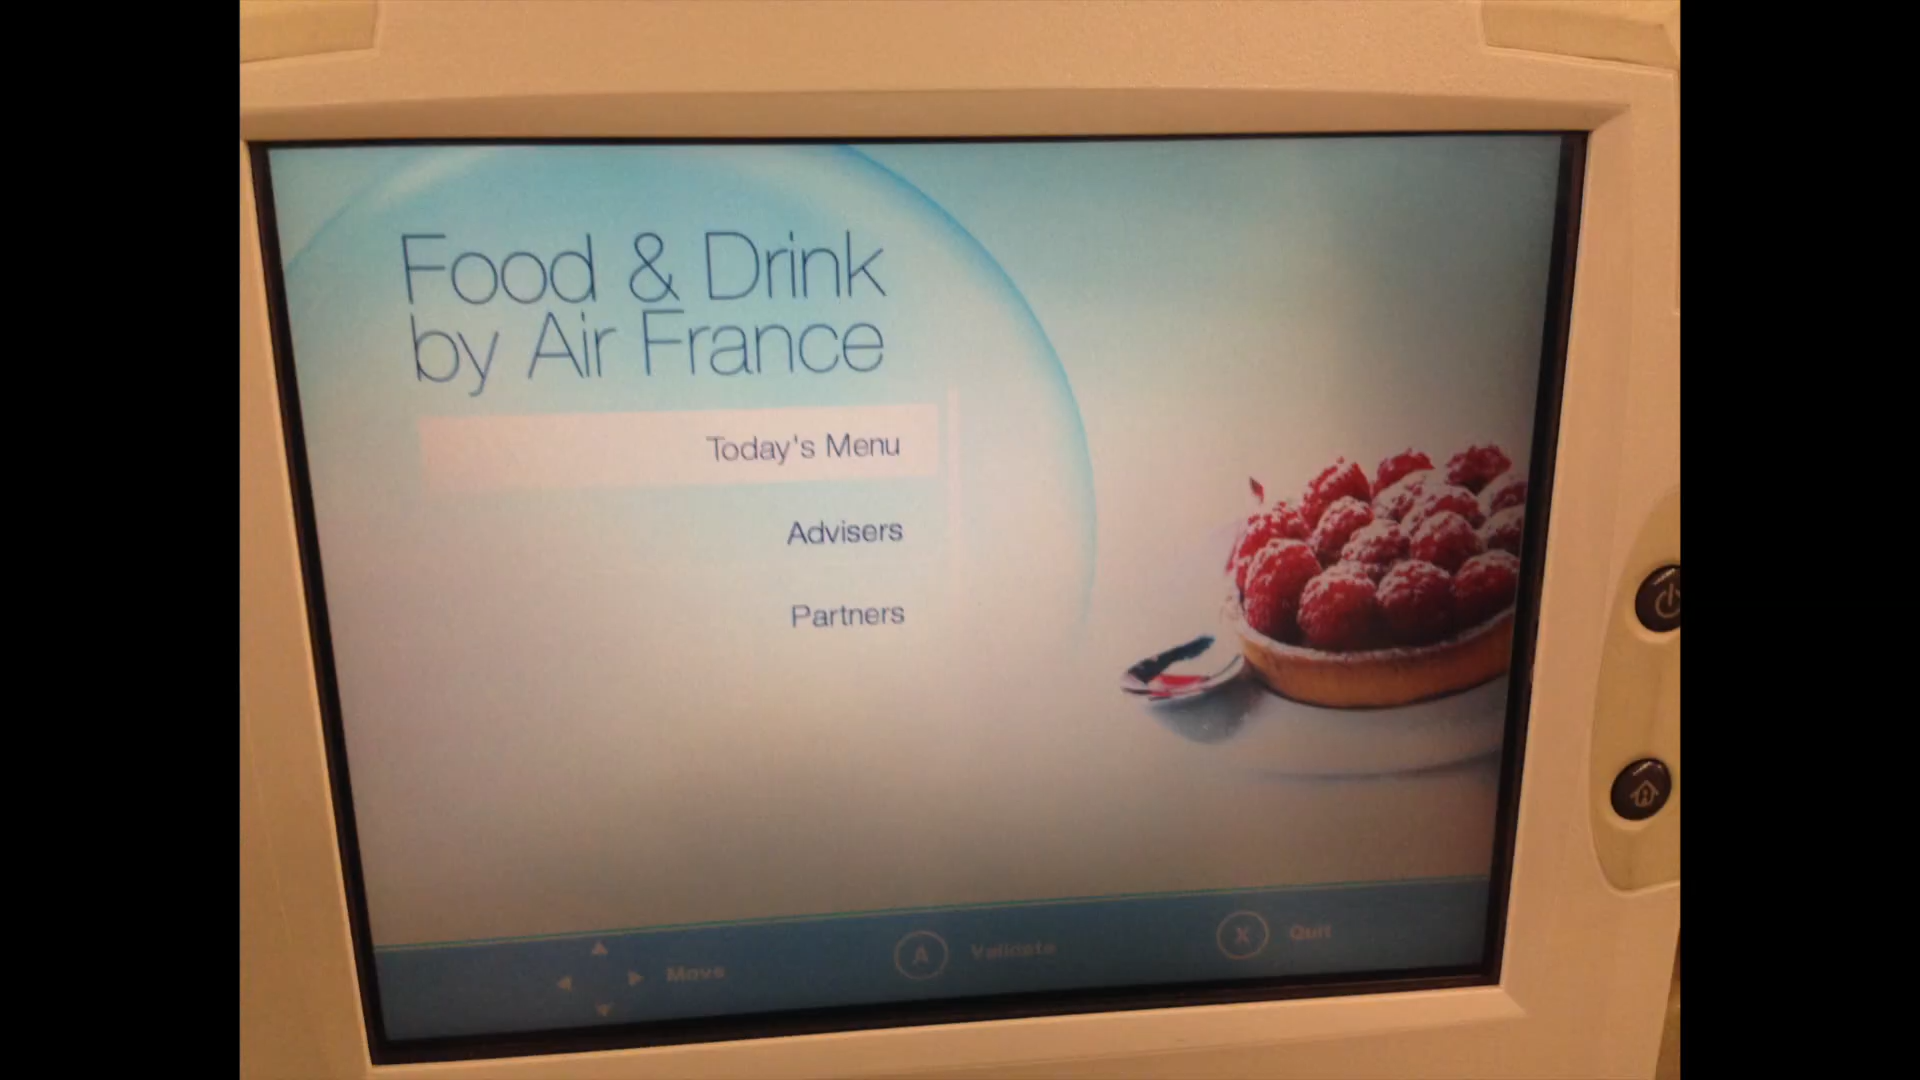 Food & Drink
by Air France
Today's Menu
Advisers
Partners
Move
A Validate
X Quit